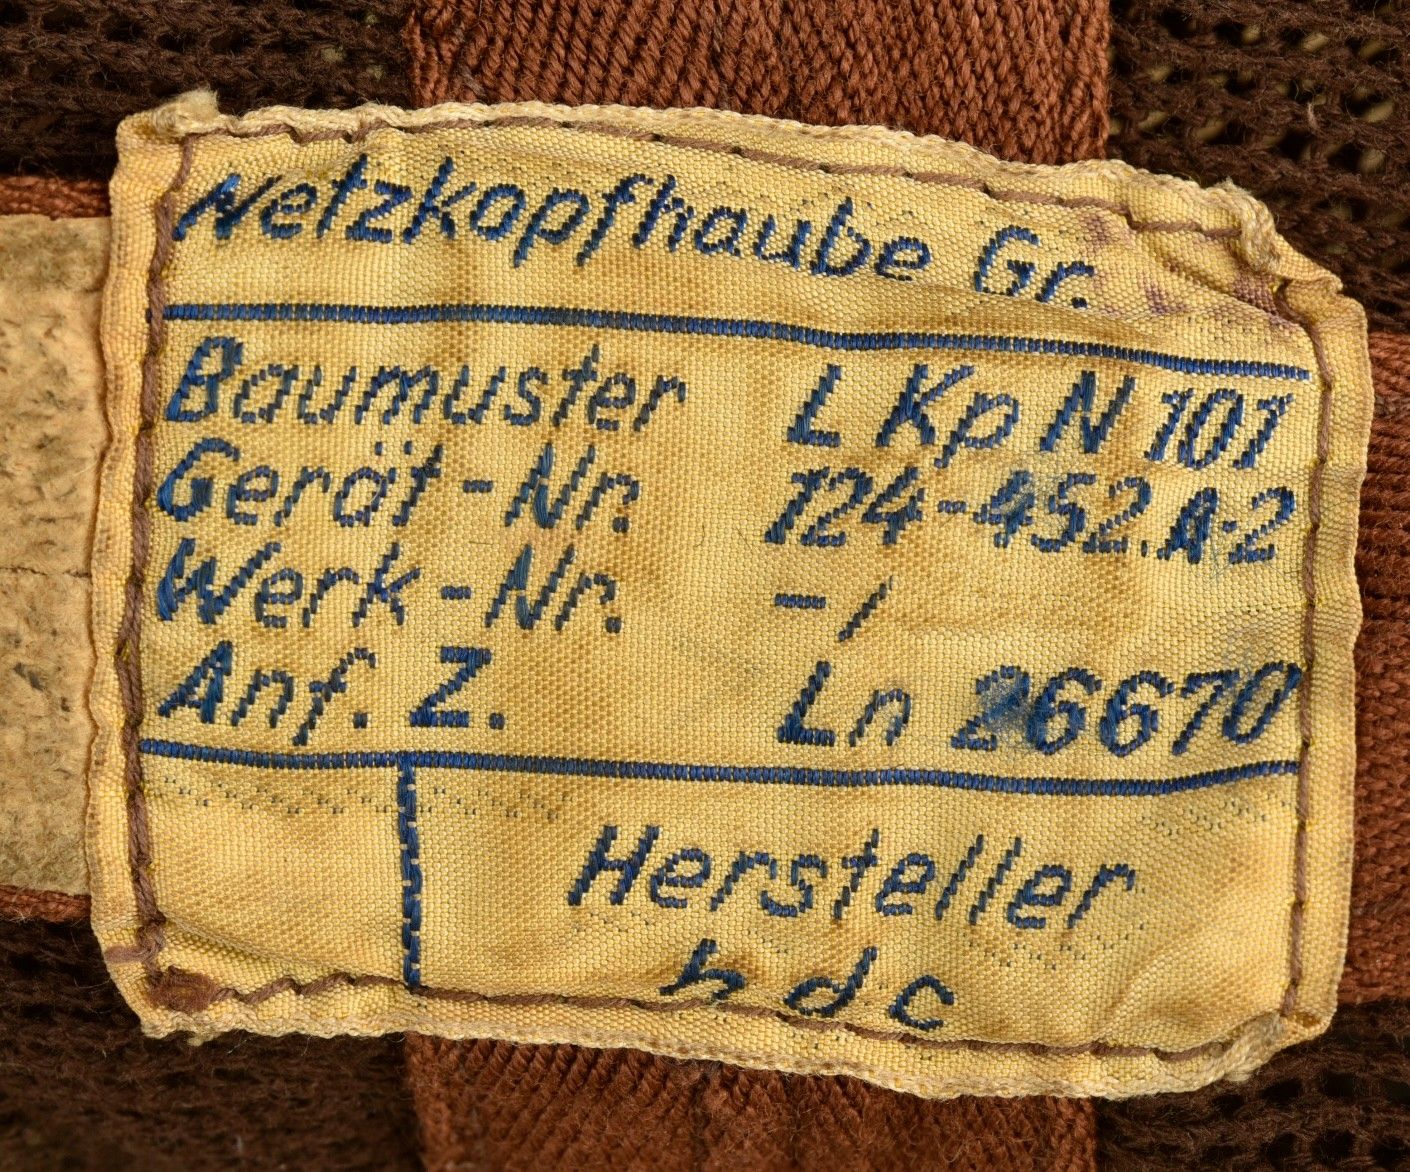 Netzkopfhaube Gr.
Baumuster L Kp N 101
Gerät-Nr. 124-452.A-2
Werk-Nr. -/
Anf. Z. Ln 26670
Hersteller
hdc